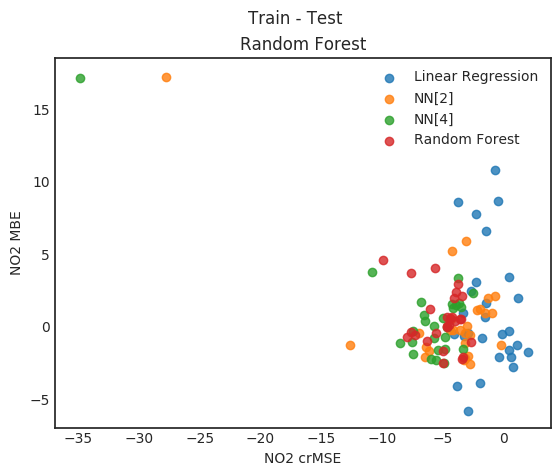 Train - Test
Random Forest
Linear Regression
NN[2]
NN[4]
Random Forest
NO2 MBE
15
10
5
0
−5
−35
−30
−25
−20
−15
−10
−5
0
NO2 crMSE